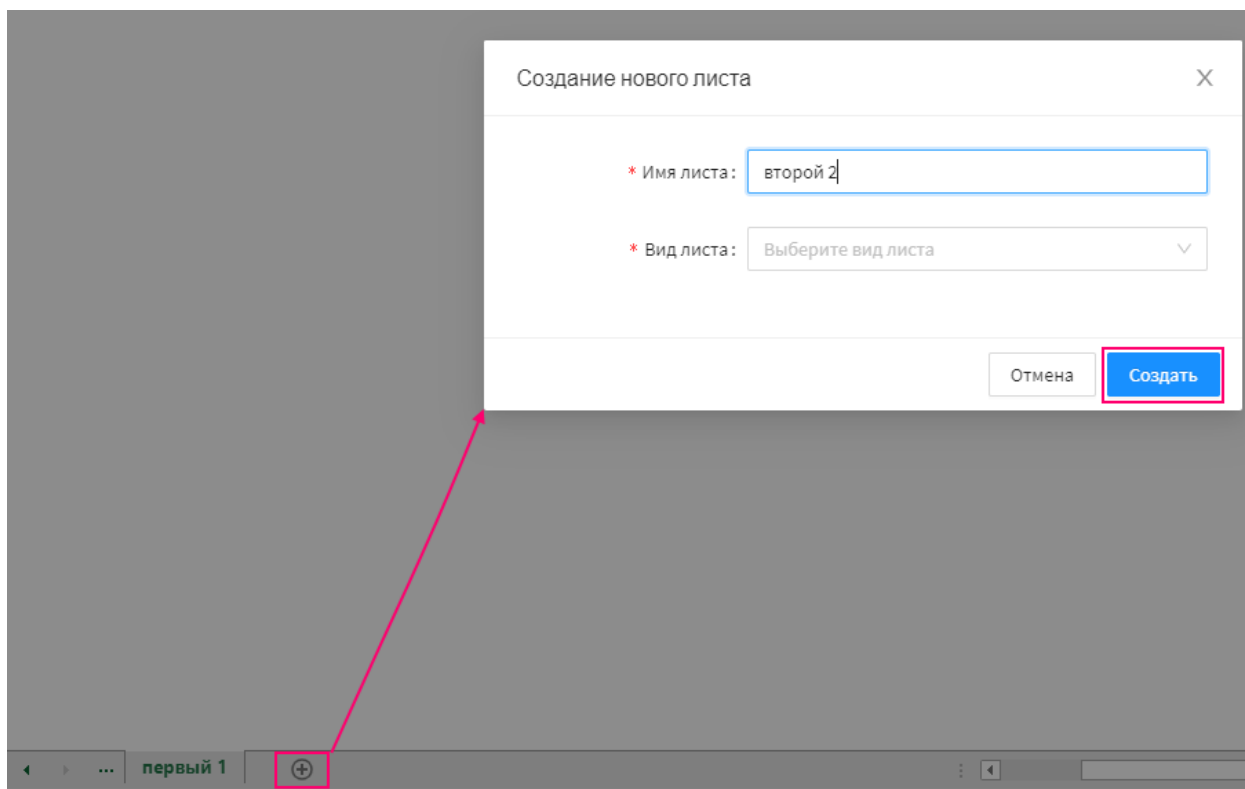 Создание нового листа X
* Имя листа: второй 2
* Вид листа: Выберите вид листа
Отмена Создать
... первый 1